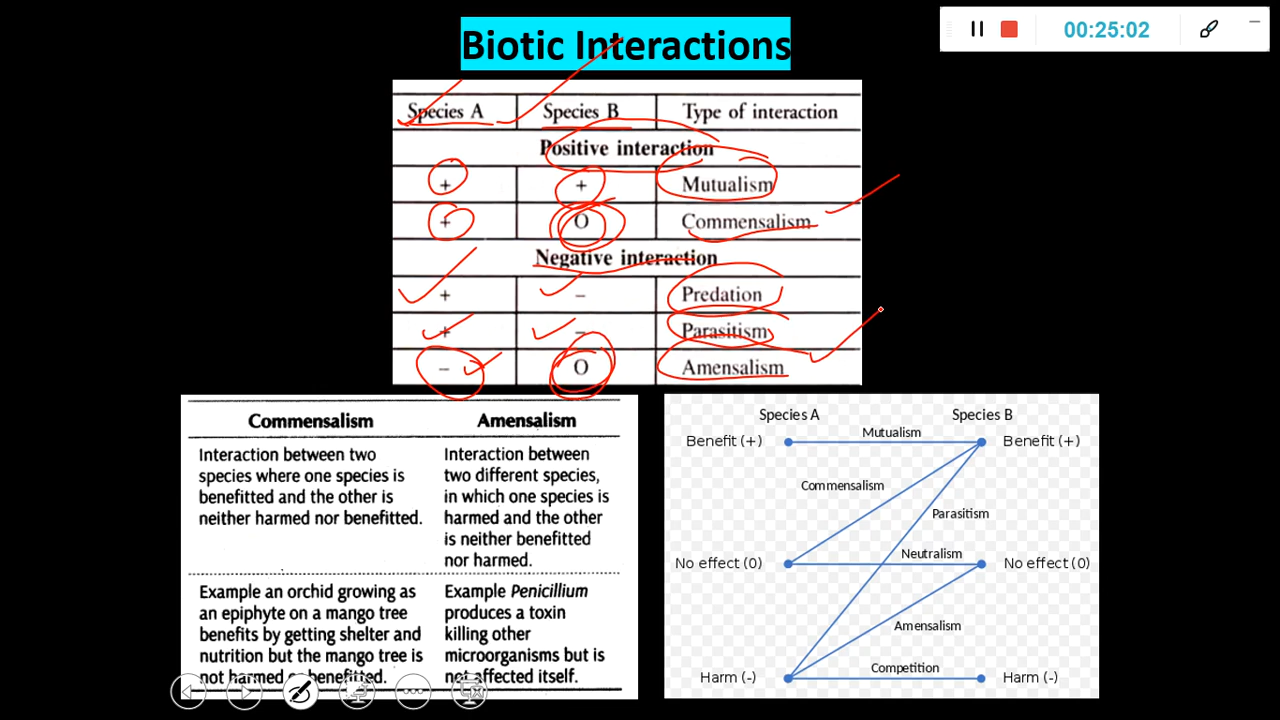 00:25:02
Biotic Interactions
Species A Species B Type of interaction
Positive interaction
+ + Mutualism
+ O Commensalism
Negative interaction
+ – Predation
+ – Parasitism
– O Amensalism
Commensalism
Interaction between two
species where one species is
benefitted and the other is
neither harmed nor benefitted.
Example an orchid growing as
an epiphyte on a mango tree
benefits by getting shelter and
nutrition but the mango tree is
not harmed benefitted.
Amensalism
Interaction between
two different species,
in which one species is
harmed and the other
is neither benefitted
nor harmed.
Example Penicillium
produces a toxin
killing other
microorganisms but is
not affected itself.
Species A Species B
Mutualism
Benefit (+) Benefit (+)
Commensalism
Parasitism
Neutralism
No effect (0) No effect (0)
Amensalism
Competition
Harm (-) Harm (-)